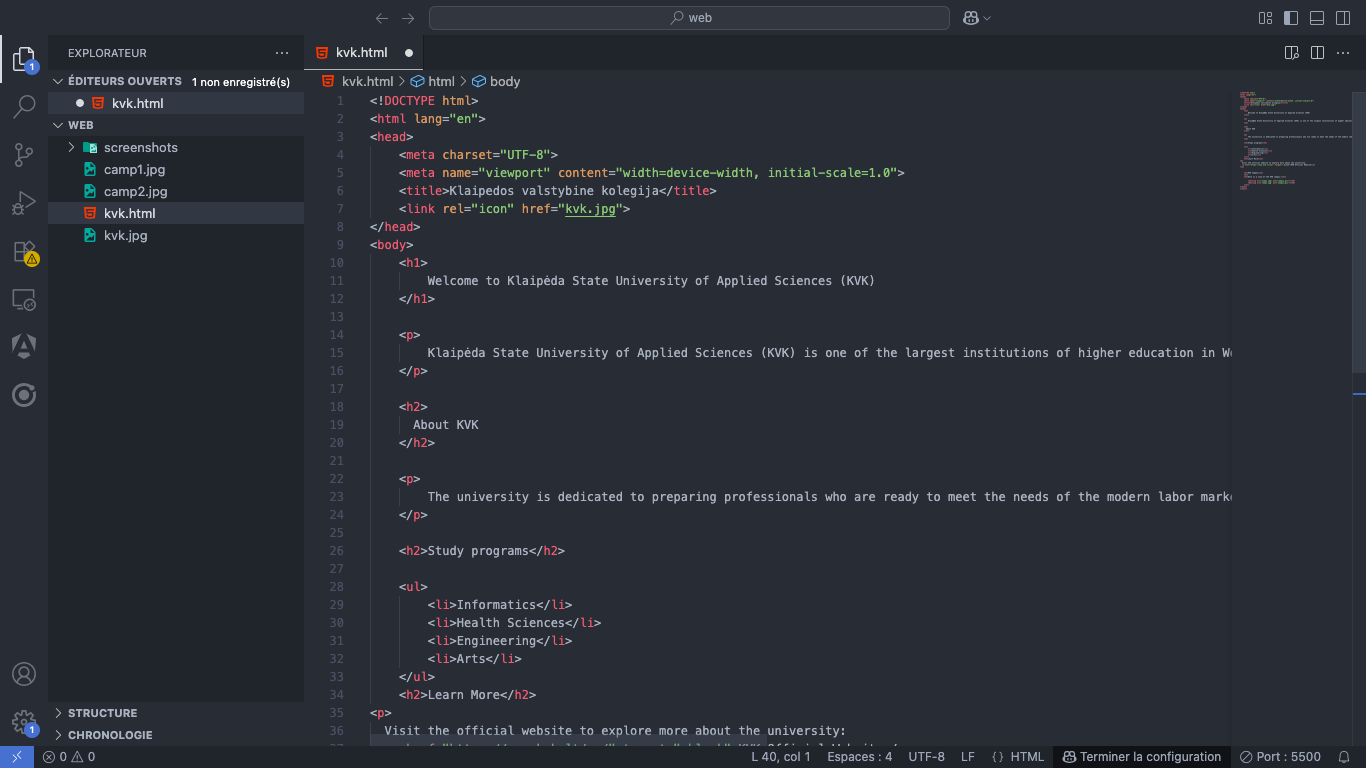 web
EXPLORATEUR
ÉDITEURS OUVERTS 1 non enregistré(s)
kvk.html
WEB
screenshots
camp1.jpg
camp2.jpg
kvk.html
kvk.jpg
STRUCTURE
CHRONOLOGIE
1
1
kvk.html
kvk.html > html > body
1 <!DOCTYPE html>
2 <html lang="en">
3 <head>
4 <meta charset="UTF-8">
5 <meta name="viewport" content="width=device-width, initial-scale=1.0">
6 <title>Klaipedos valstybine kolegija</title>
7 <link rel="icon" href="kvk.jpg">
8 </head>
9 <body>
10 <h1>
11 Welcome to Klaipėda State University of Applied Sciences (KVK)
12 </h1>
13
14 <p>
15 Klaipėda State University of Applied Sciences (KVK) is one of the largest institutions of higher education in
16 </p>
17
18 <h2>
19 About KVK
20 </h2>
21
22 <p>
23 The university is dedicated to preparing professionals who are ready to meet the needs of the modern labor
24 </p>
25
26 <h2>Study programs</h2>
27
28 <ul>
29 <li>Informatics</li>
30 <li>Health Sciences</li>
31 <li>Engineering</li>
32 <li>Arts</li>
33 </ul>
34 <h2>Learn More</h2>
35 <p>
36 Visit the official website to explore more about the university:
0 0
L 40, col 1 Espaces : 4 UTF-8 LF {} HTML Terminer la configuration Port : 5500